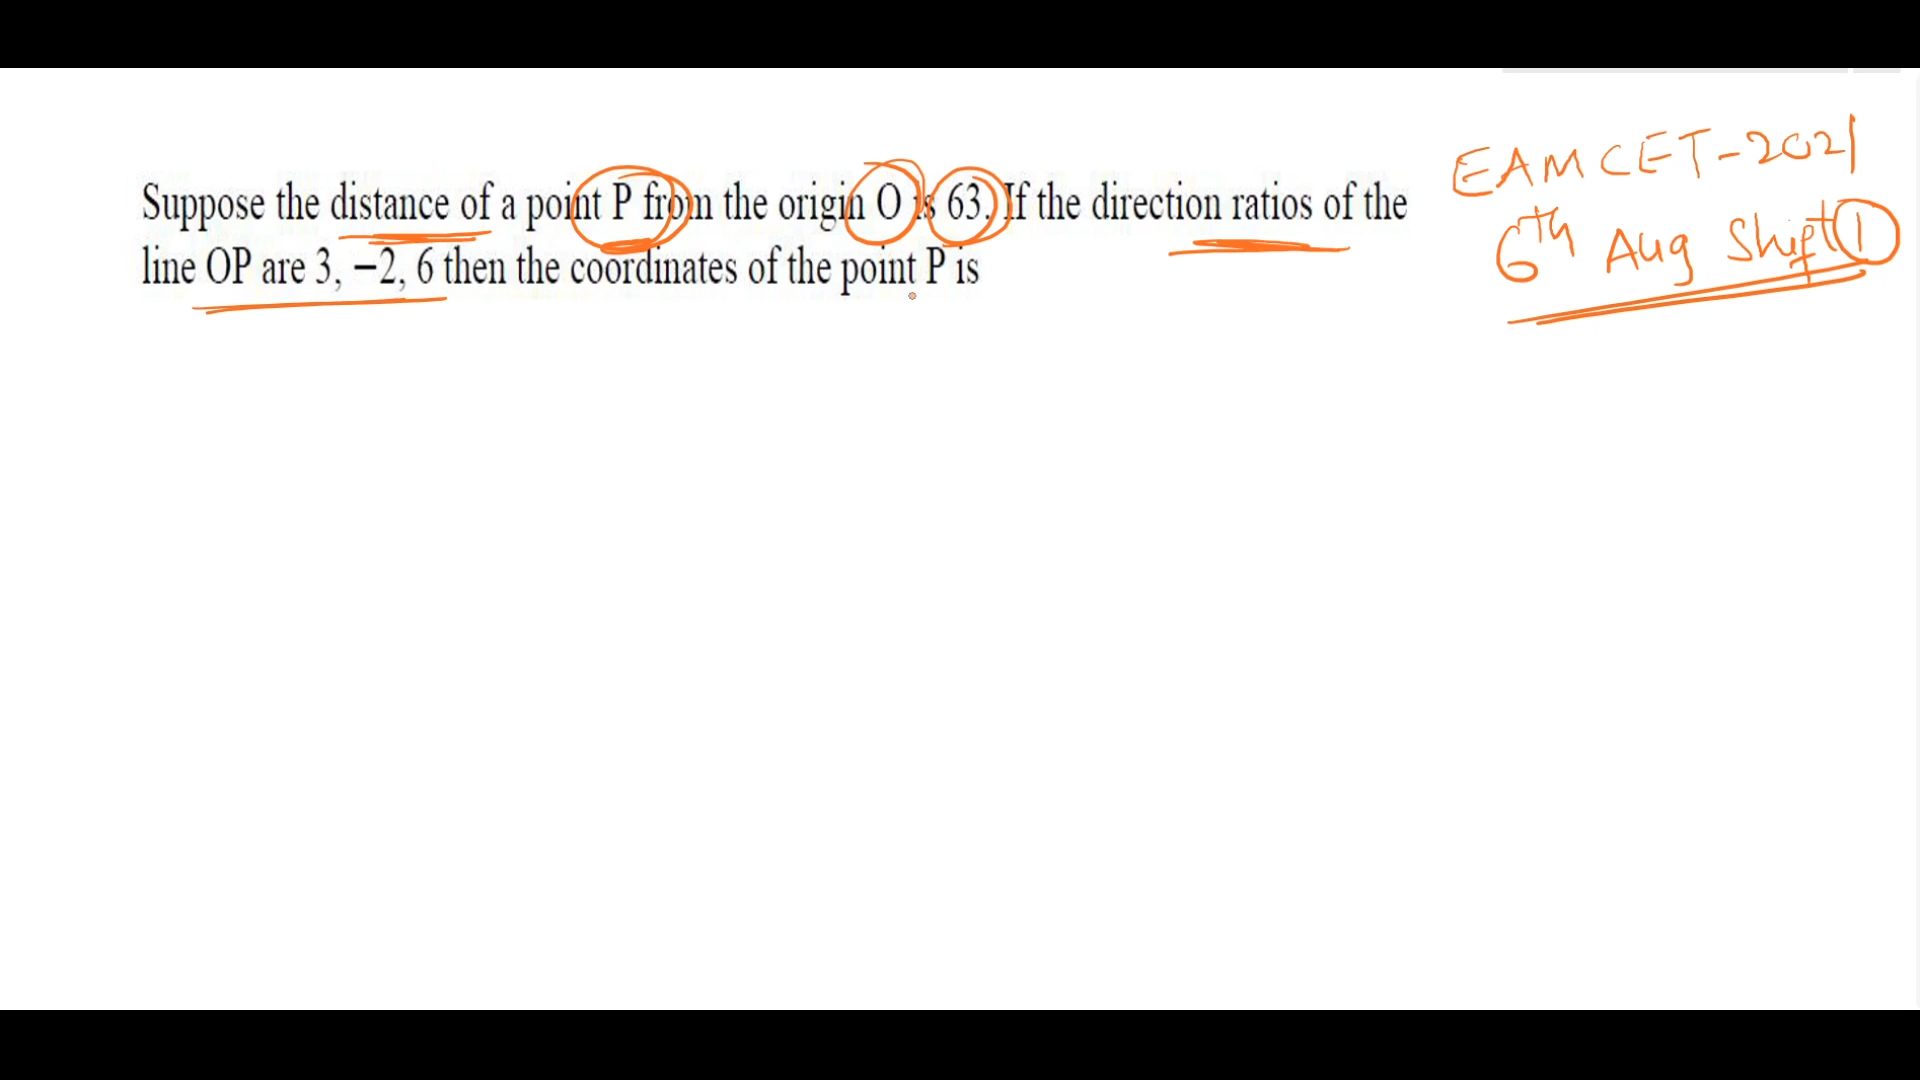 Suppose the distance of a point P from the origin O is 63. If the direction ratios of the
line OP are 3, −2, 6 then the coordinates of the point P is
EAMCET-2021
6th Aug Shift 1